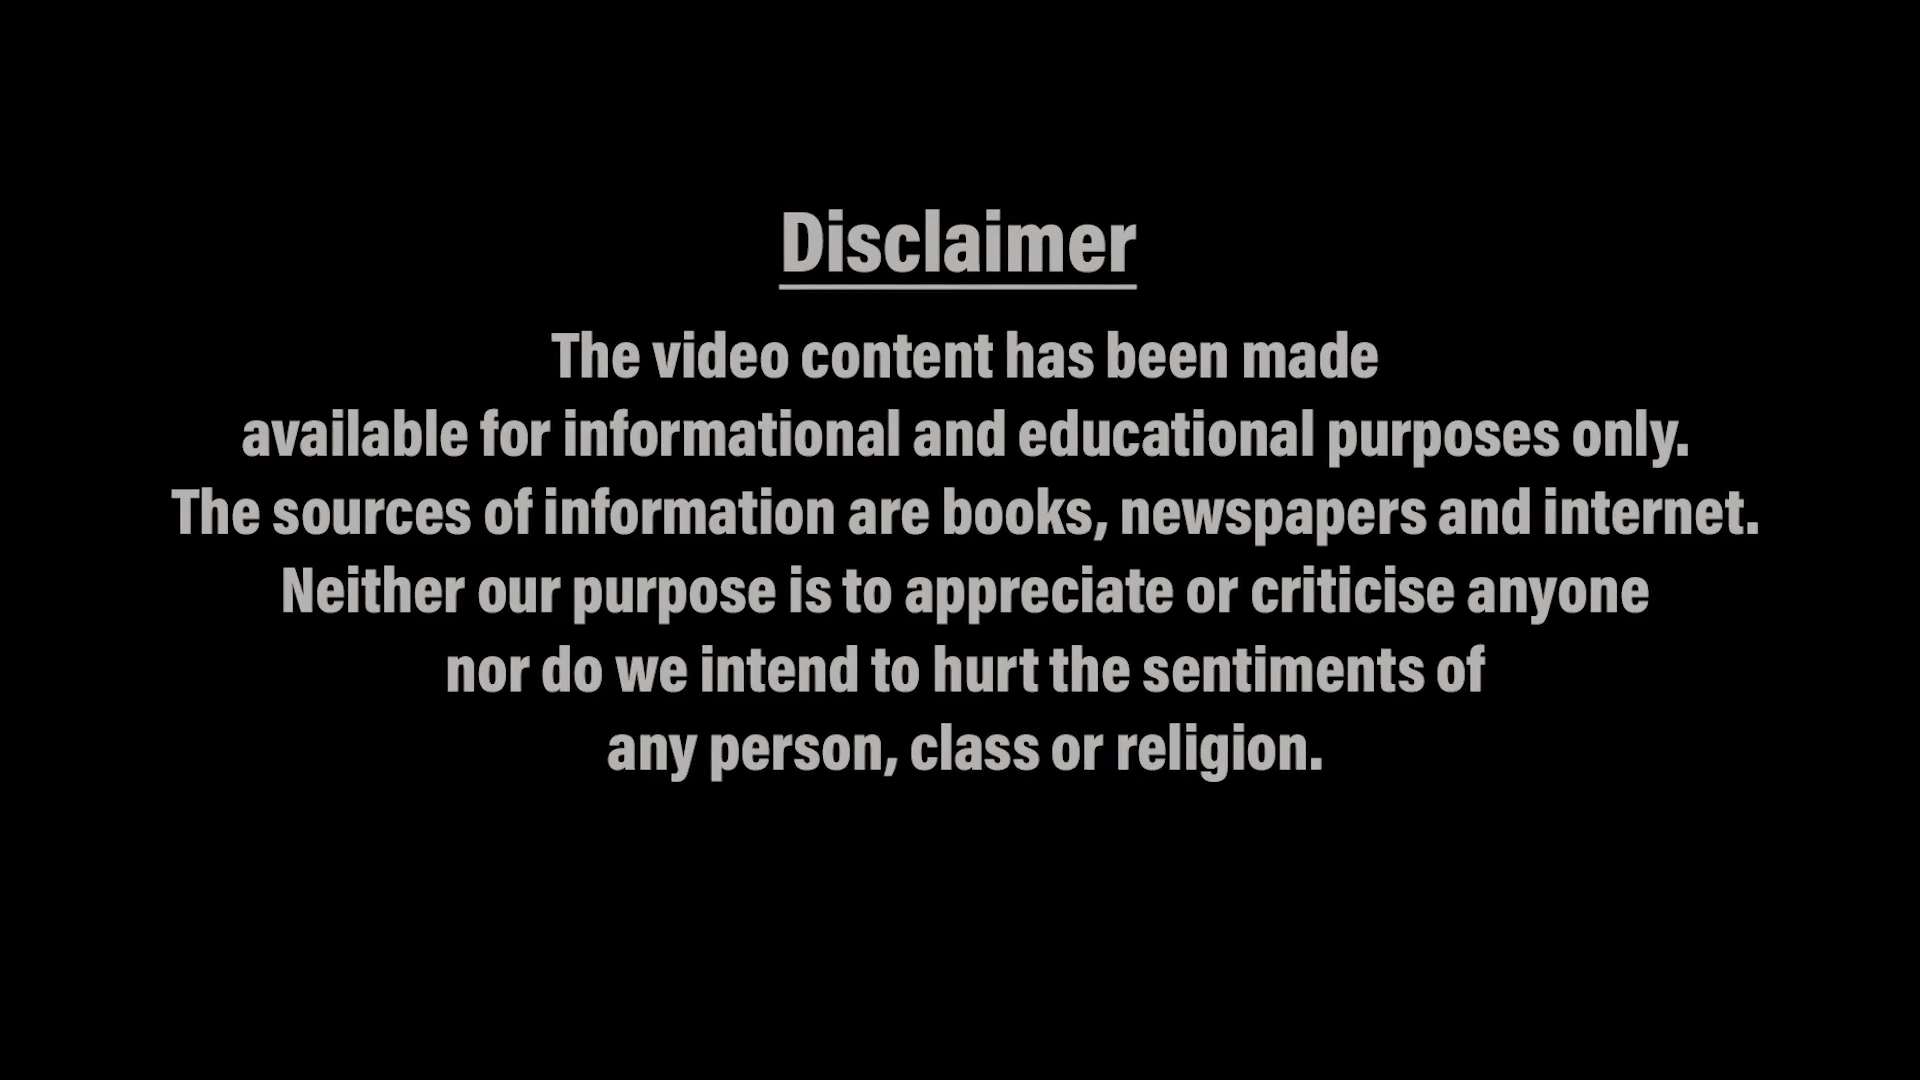 Disclaimer
The video content has been made
available for informational and educational purposes only.
The sources of information are books, newspapers and internet.
Neither our purpose is to appreciate or criticise anyone
nor do we intend to hurt the sentiments of
any person, class or religion.